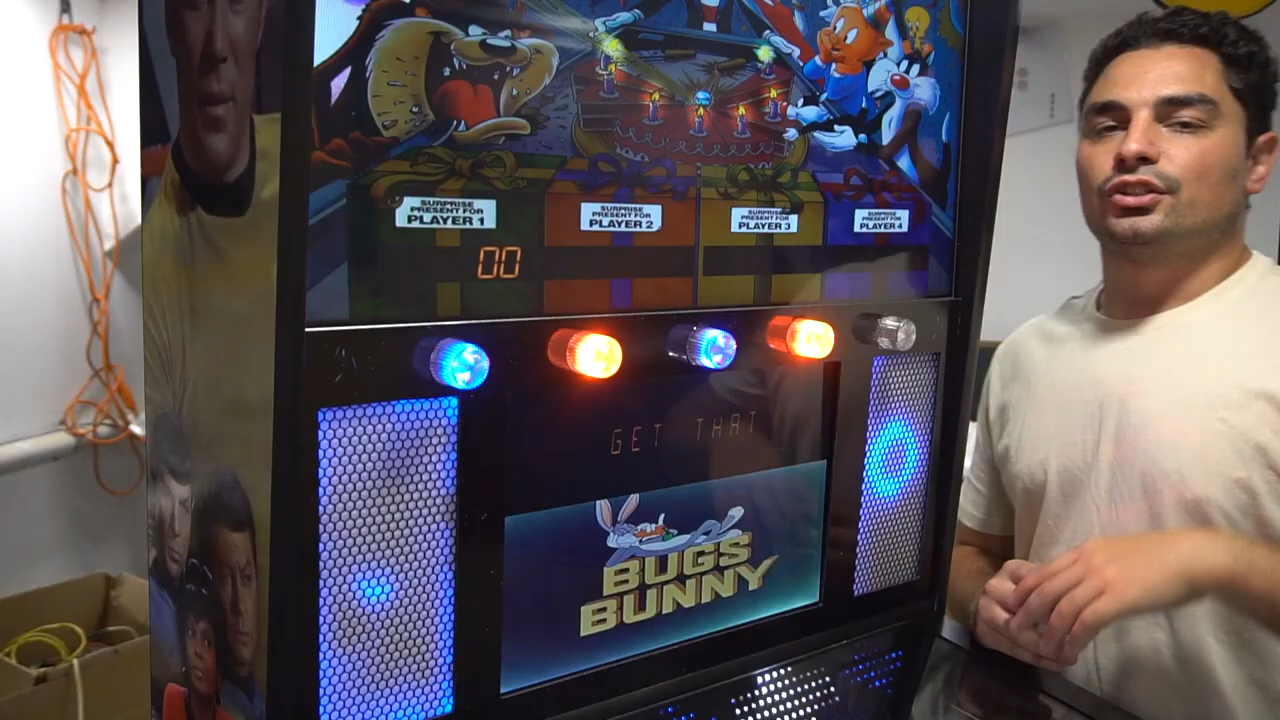 SURPRISE
PRESENT FOR
PLAYER 1
SURPRISE
PRESENT FOR
PLAYER 2
SURPRISE
PRESENT FOR
PLAYER 3
SURPRISE
PRESENT FOR
PLAYER 4
00
GET THAT
BUGS
BUNNY